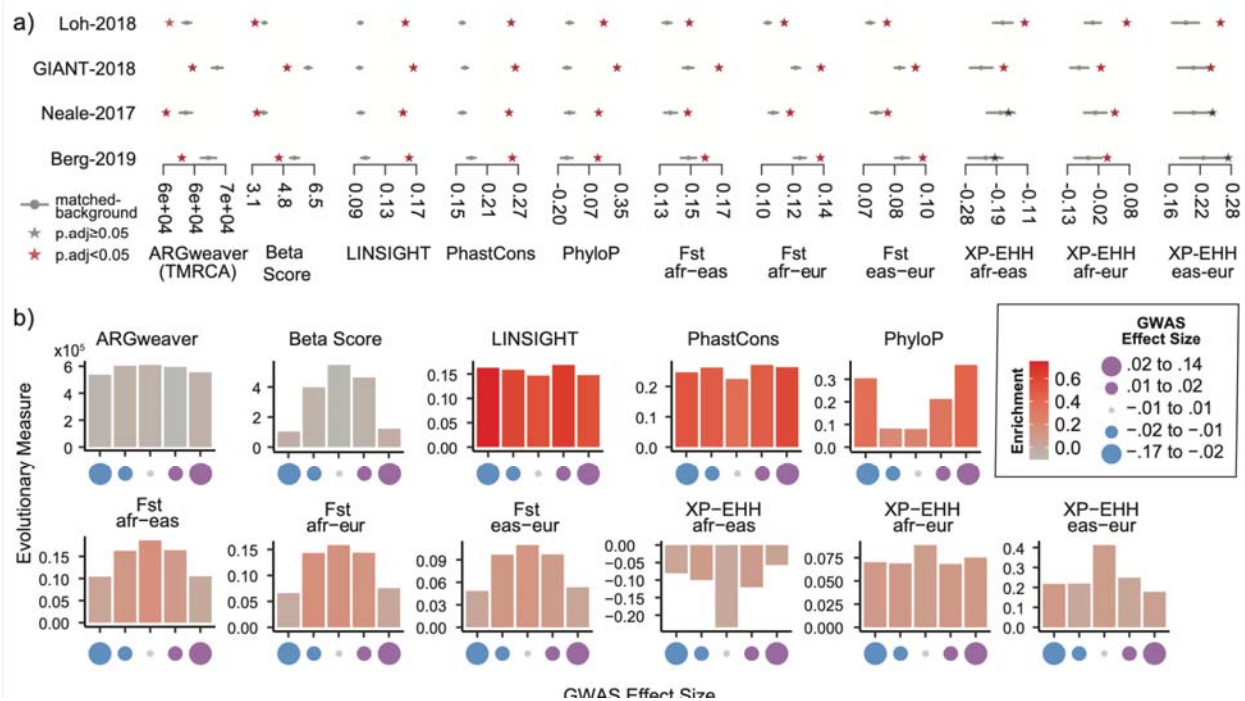 a)
Loh-2018
GIANT-2018
Neale-2017
Berg-2019
matched-
background
p.adj≥0.05
p.adj<0.05
6e+04 6e+04 7e+04
ARGweaver
(TMRCA)
3.1 4.8 6.5
Beta
Score
0.09 0.13 0.17
LINSIGHT
0.15 0.21 0.27
PhastCons
-0.20 0.07 0.35
PhyloP
0.13 0.15 0.17
Fst
afr-eas
0.10 0.12 0.14
Fst
afr-eur
0.07 0.08 0.10
Fst
eas-eur
-0.28 -0.19 -0.11
XP-EHH
afr-eas
-0.13 -0.02 0.08
XP-EHH
afr-eur
0.16 0.22 0.28
XP-EHH
eas-eur
b)
Evolutionary Measure
ARGweaver
x10⁵
6
4
2
0
Beta Score
4
2
0
LINSIGHT
0.15
0.10
0.05
0.00
PhastCons
0.2
0.1
0.0
PhyloP
0.3
0.2
0.1
0.0
Enrichment
0.6
0.4
0.2
0.0
GWAS
Effect Size
.02 to .14
.01 to .02
−.01 to .01
−.02 to −.01
−.17 to −.02
Fst
afr−eas
0.15
0.10
0.05
0.00
Fst
afr−eur
0.15
0.10
0.05
0.00
Fst
eas−eur
0.09
0.06
0.03
0.00
XP−EHH
afr−eas
0.00
−0.05
−0.10
−0.15
−0.20
XP−EHH
afr−eur
0.075
0.050
0.025
0.000
XP−EHH
eas−eur
0.4
0.3
0.2
0.1
0.0
GWAS Effect Size